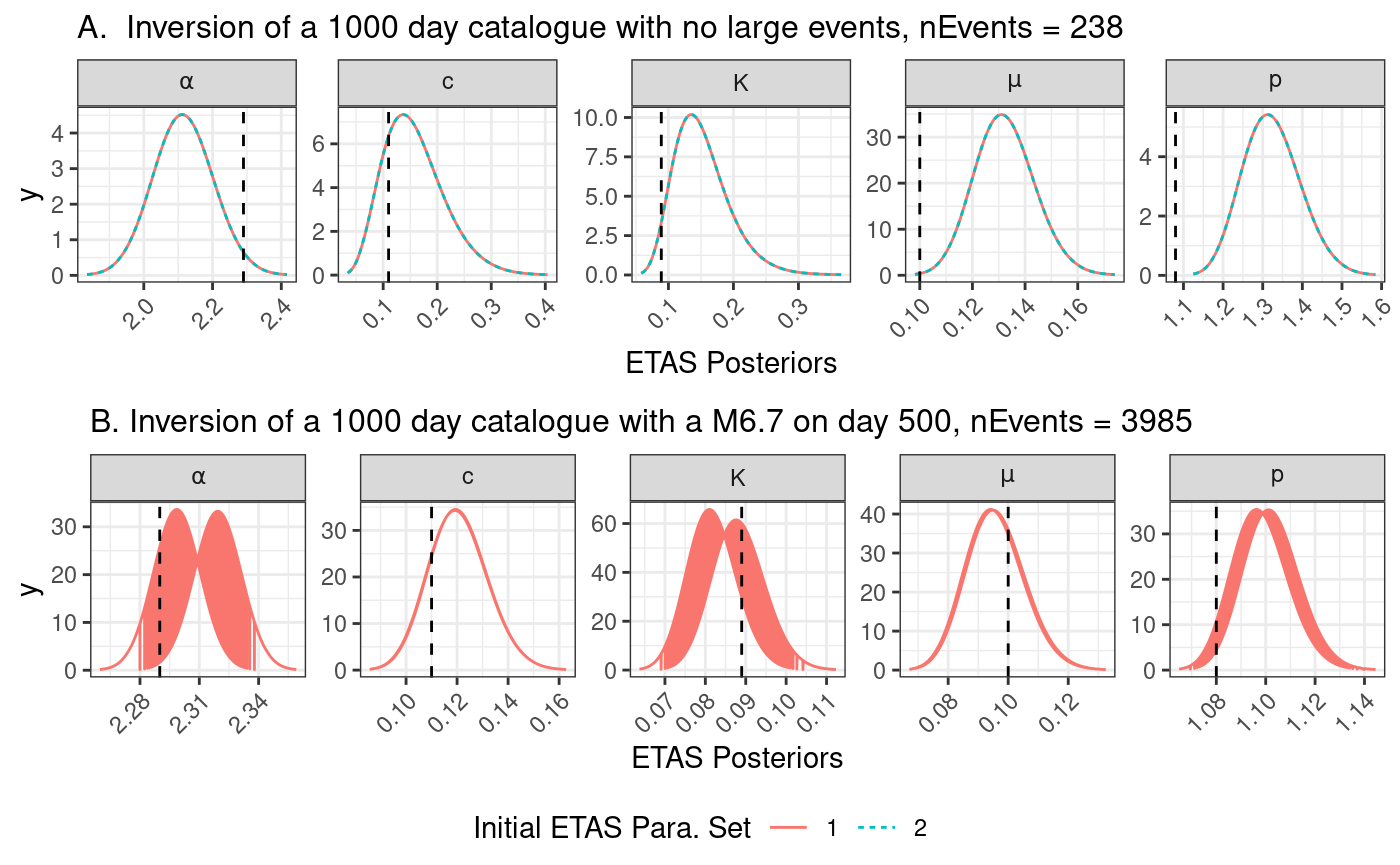 A. Inversion of a 1000 day catalogue with no large events, nEvents = 238
α c K μ p
y
4 3 2 1 0
6 4 2 0
10.0 7.5 5.0 2.5 0.0
30 20 10 0
4 2 0
2.0 2.2 2.4
0.1 0.2 0.3 0.4
0.1 0.2 0.3
0.10 0.12 0.14 0.16
1.1 1.2 1.3 1.4 1.5 1.6
ETAS Posteriors
B. Inversion of a 1000 day catalogue with a M6.7 on day 500, nEvents = 3985
α c K μ p
y
30 20 10 0
30 20 10 0
60 40 20 0
40 30 20 10 0
30 20 10 0
2.28 2.31 2.34
0.10 0.12 0.14 0.16
0.07 0.08 0.09 0.10 0.11
0.08 0.10 0.12
1.08 1.10 1.12 1.14
ETAS Posteriors
Initial ETAS Para. Set 1 2